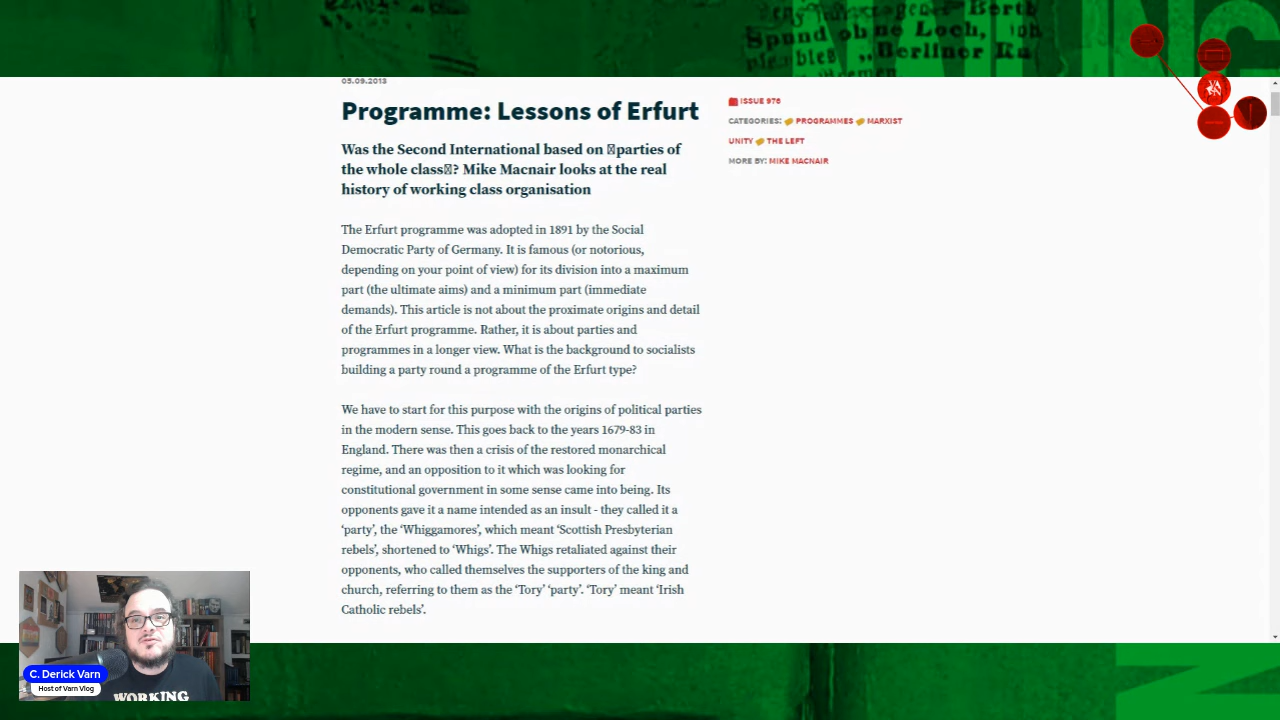 eny
Berth
Spund ohne Loch,
„Berliner
05.09.2013
Programme: Lessons of Erfurt
Was the Second International based on parties of
the whole class? Mike Macnair looks at the real
history of working class organisation
The Erfurt programme was adopted in 1891 by the Social
Democratic Party of Germany. It is famous (or notorious,
depending on your point of view) for its division into a maximum
part (the ultimate aims) and a minimum part (immediate
demands). This article is not about the proximate origins and detail
of the Erfurt programme. Rather, it is about parties and
programmes in a longer view. What is the background to socialists
building a party round a programme of the Erfurt type?
We have to start for this purpose with the origins of political parties
in the modern sense. This goes back to the years 1679-83 in
England. There was then a crisis of the restored monarchical
regime, and an opposition to it which was looking for
constitutional government in some sense came into being. Its
opponents gave it a name intended as an insult - they called it a
‘party’, the ‘Whiggamores’, which meant ‘Scottish Presbyterian
rebels’, shortened to ‘Whigs’. The Whigs retaliated against their
opponents, who called themselves the supporters of the king and
church, referring to them as the ‘Tory’ ‘party’. ‘Tory’ meant ‘Irish
Catholic rebels’.
ISSUE 976
CATEGORIES: PROGRAMMES MARXIST
UNITY THE LEFT
MORE BY: MIKE MACNAIR
VARN
C. Derick Varn
Host of Varn Vlog
WORKING